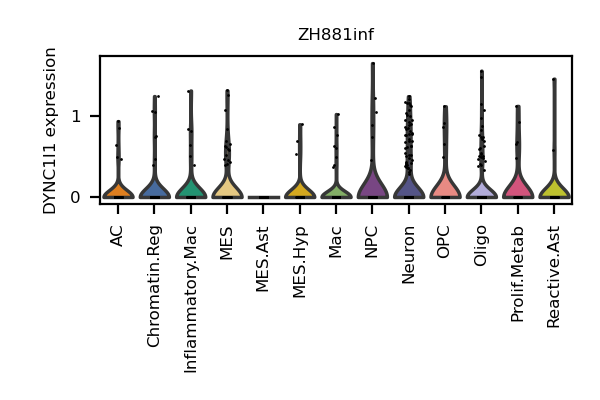 ZH881inf
DYNC1I1 expression
1
0
AC
Chromatin.Reg
Inflammatory.Mac
MES
MES.Ast
MES.Hyp
Mac
NPC
Neuron
OPC
Oligo
Prolif.Metab
Reactive.Ast